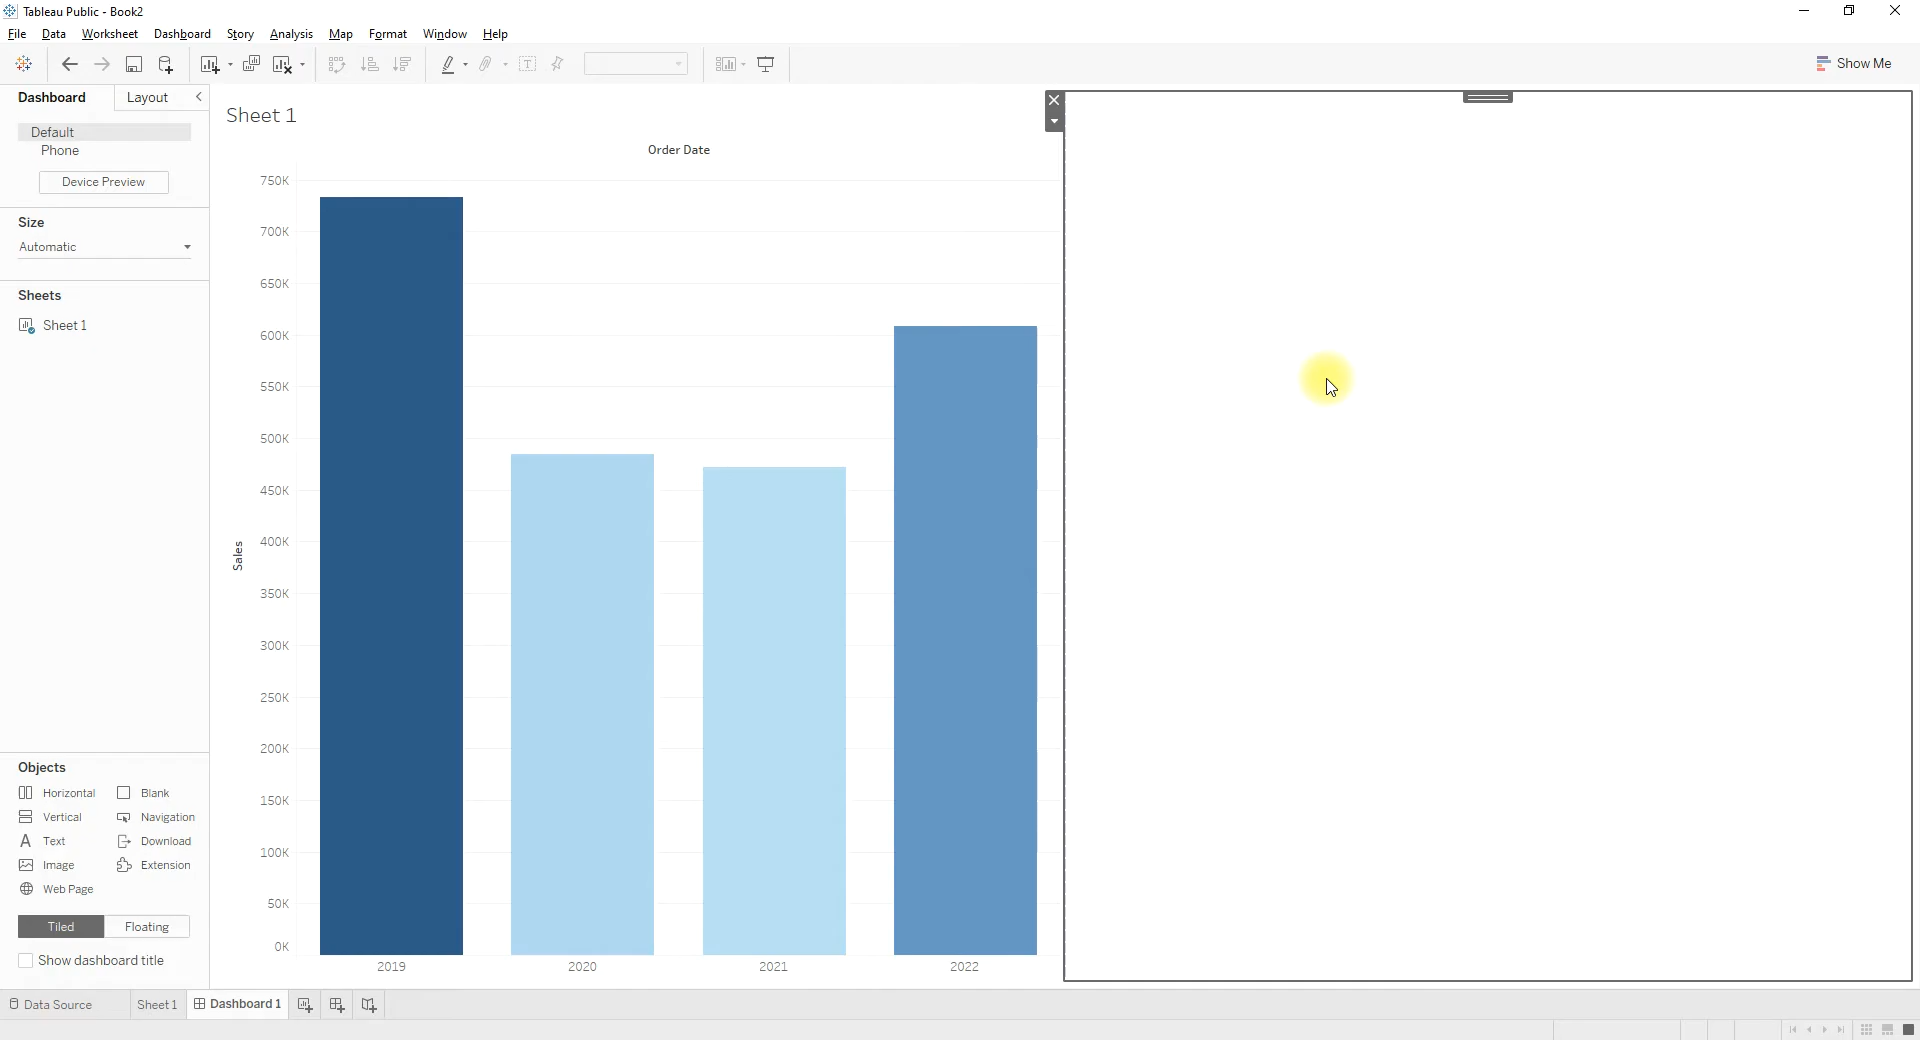 Tableau Public - Book2
File Data Worksheet Dashboard Story Analysis Map Format Window Help
Show Me
Dashboard Layout
Default
Phone
Device Preview
Size
Automatic
Sheets
Sheet 1
Objects
Horizontal Blank
Vertical Navigation
Text Download
Image Extension
Web Page
Tiled Floating
Show dashboard title
Sheet 1
Order Date
750K
700K
650K
600K
550K
500K
450K
400K
350K
300K
250K
200K
150K
100K
50K
0K
Sales
2019 2020 2021 2022
Data Source Sheet 1 Dashboard 1